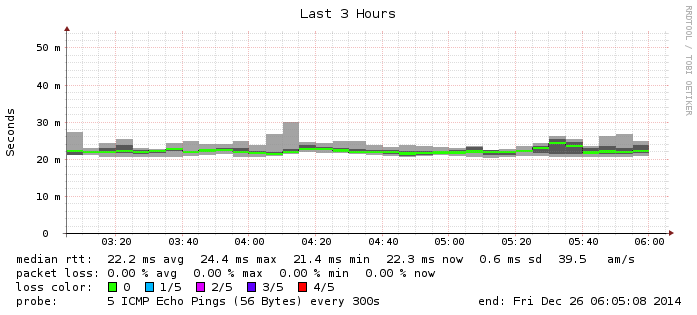 Last 3 Hours
RRDTOOL / TOBI OETIKER
Seconds
50 m
40 m
30 m
20 m
10 m
0
03:20 03:40 04:00 04:20 04:40 05:00 05:20 05:40 06:00
median rtt: 22.2 ms avg 24.4 ms max 21.4 ms min 22.3 ms now 0.6 ms sd 39.5 am/s
packet loss: 0.00 % avg 0.00 % max 0.00 % min 0.00 % now
loss color: 0 1/5 2/5 3/5 4/5
probe: 5 ICMP Echo Pings (56 Bytes) every 300s end: Fri Dec 26 06:05:08 2014